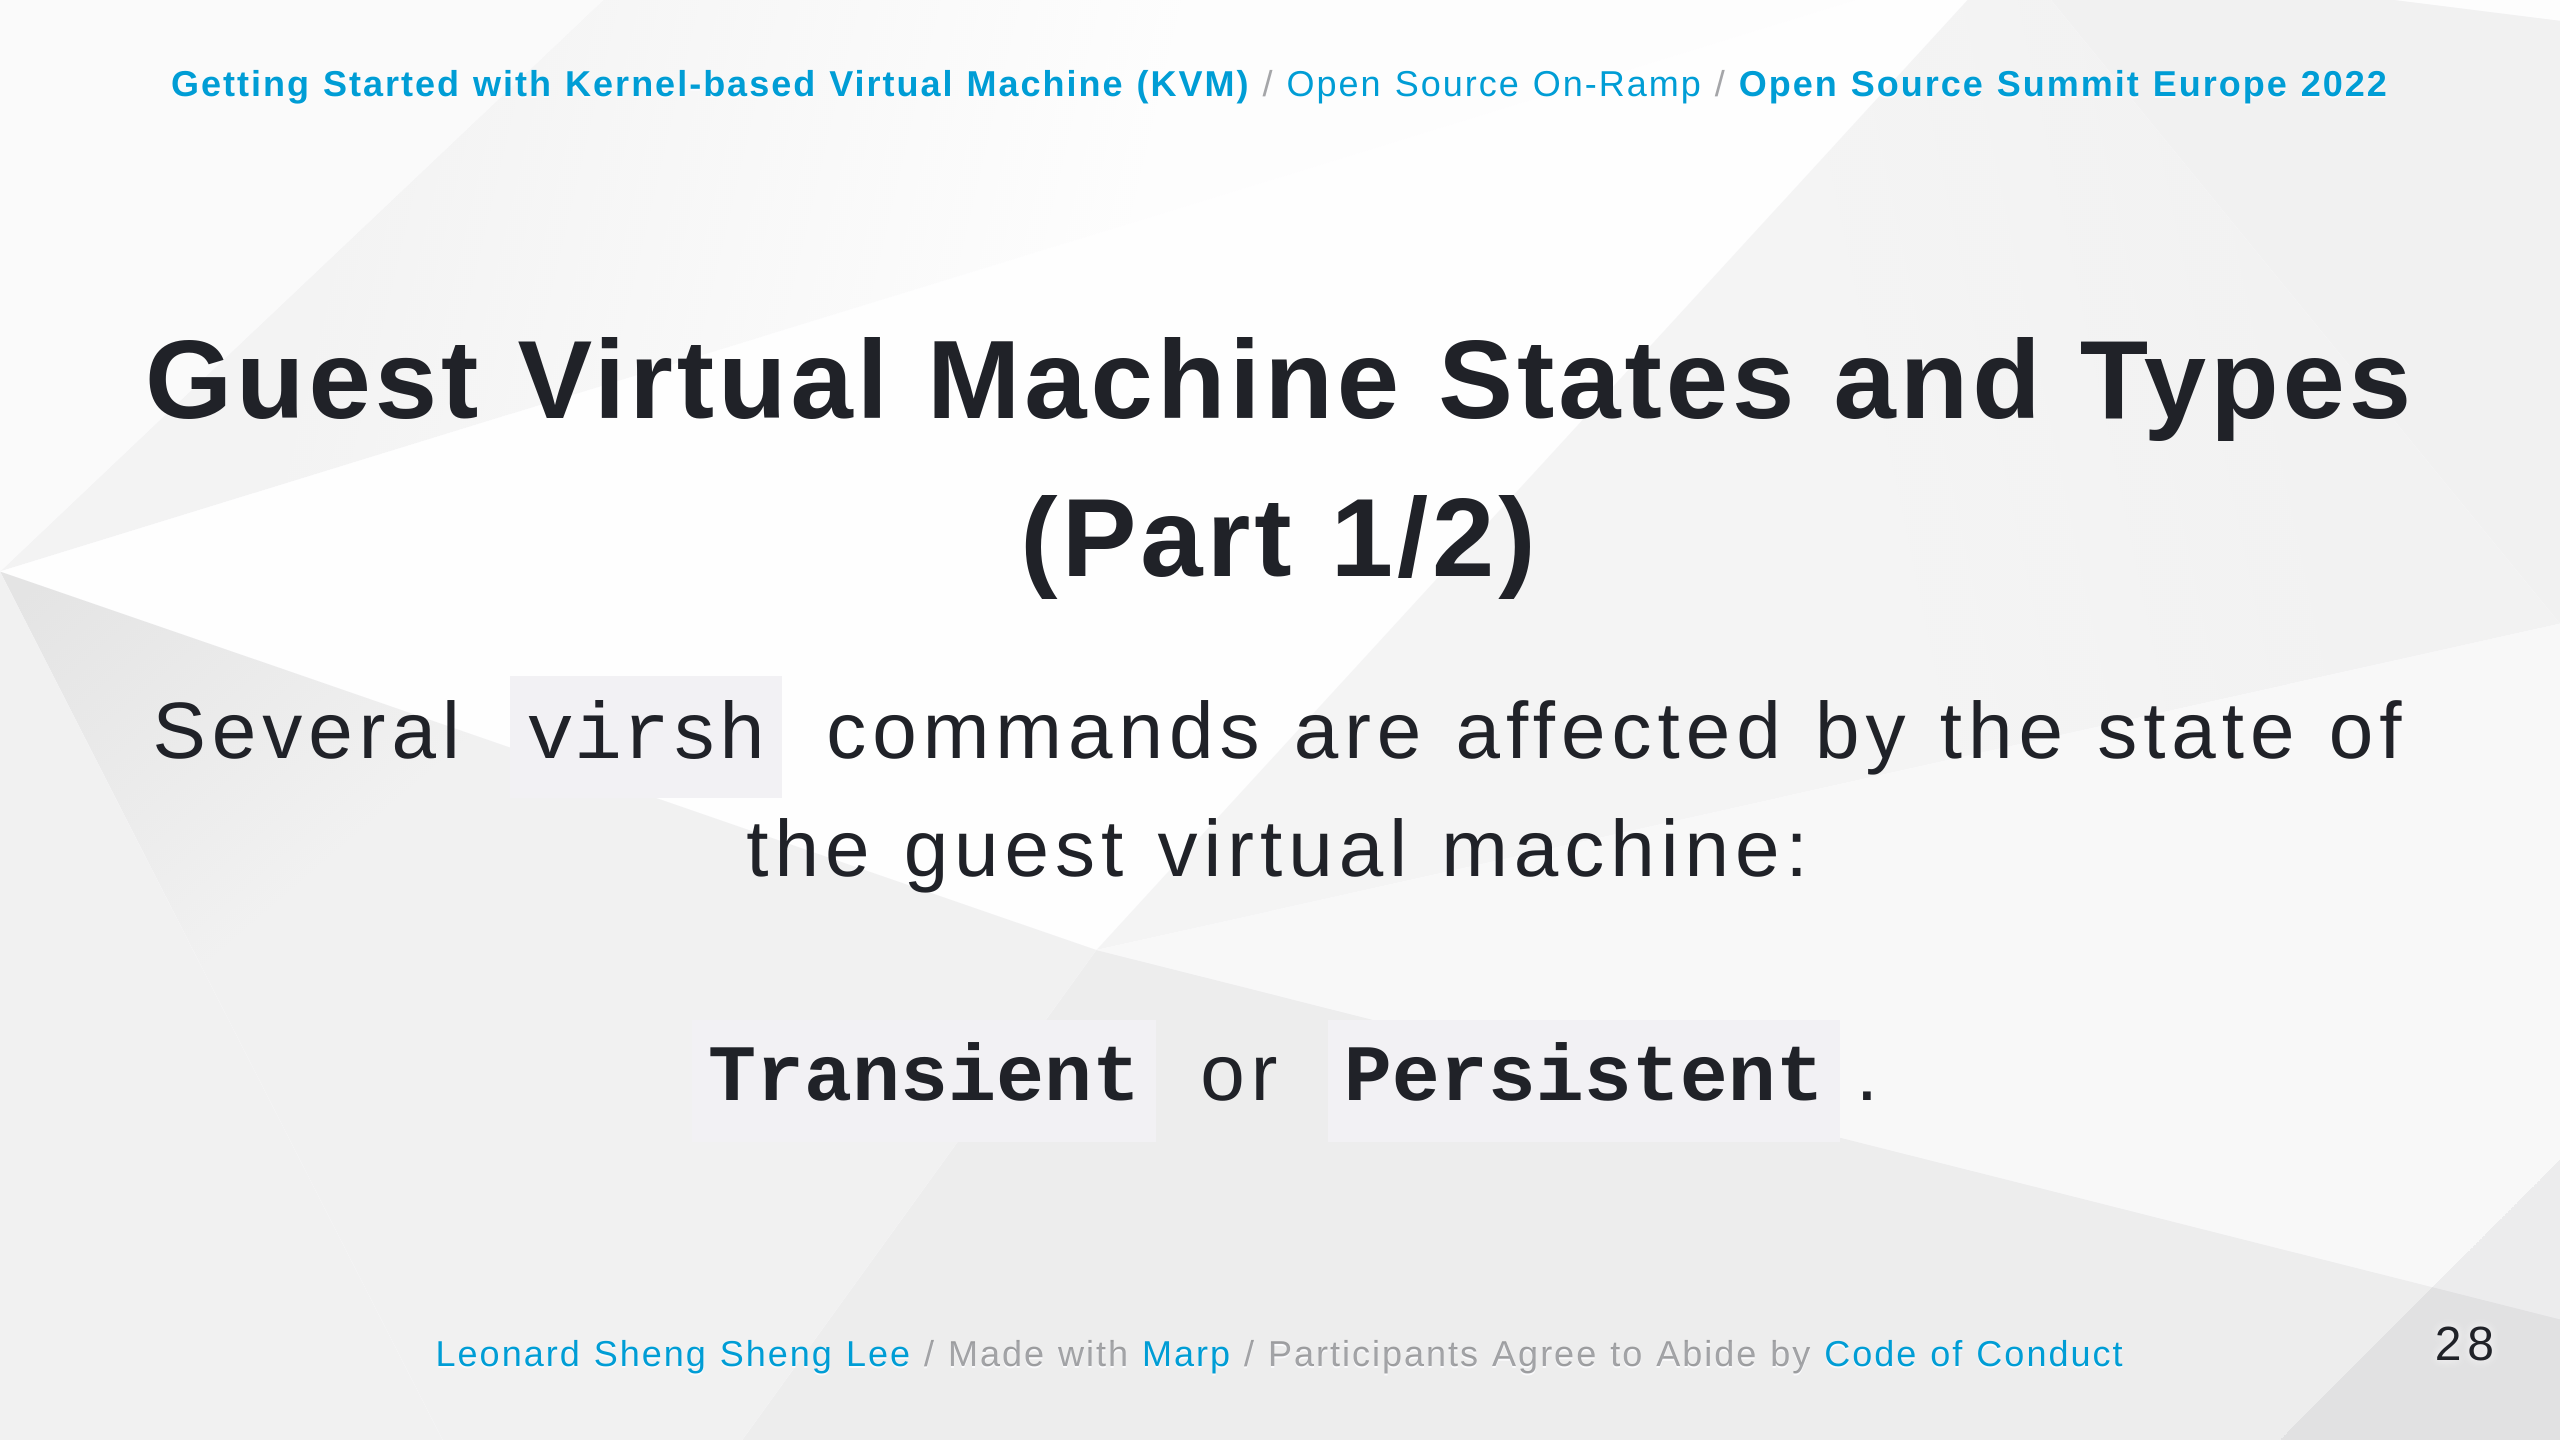 Getting Started with Kernel-based Virtual Machine (KVM) / Open Source On-Ramp / Open Source Summit Europe 2022
Guest Virtual Machine States and Types
(Part 1/2)
Several virsh commands are affected by the state of
the guest virtual machine:
Transient or Persistent.
Leonard Sheng Sheng Lee / Made with Marp / Participants Agree to Abide by Code of Conduct
28